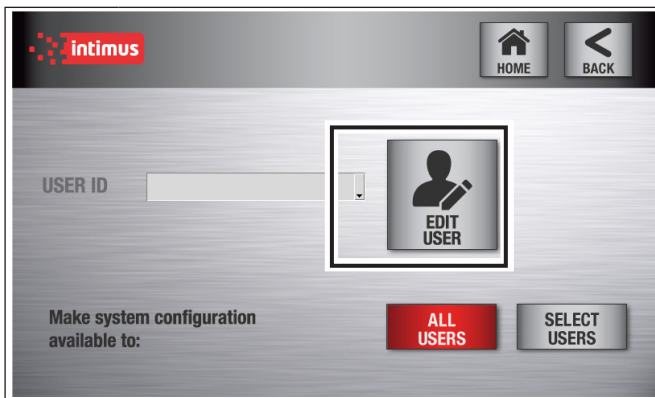 intimus
HOME
BACK
USER ID
EDIT
USER
Make system configuration
available to:
ALL
USERS
SELECT
USERS